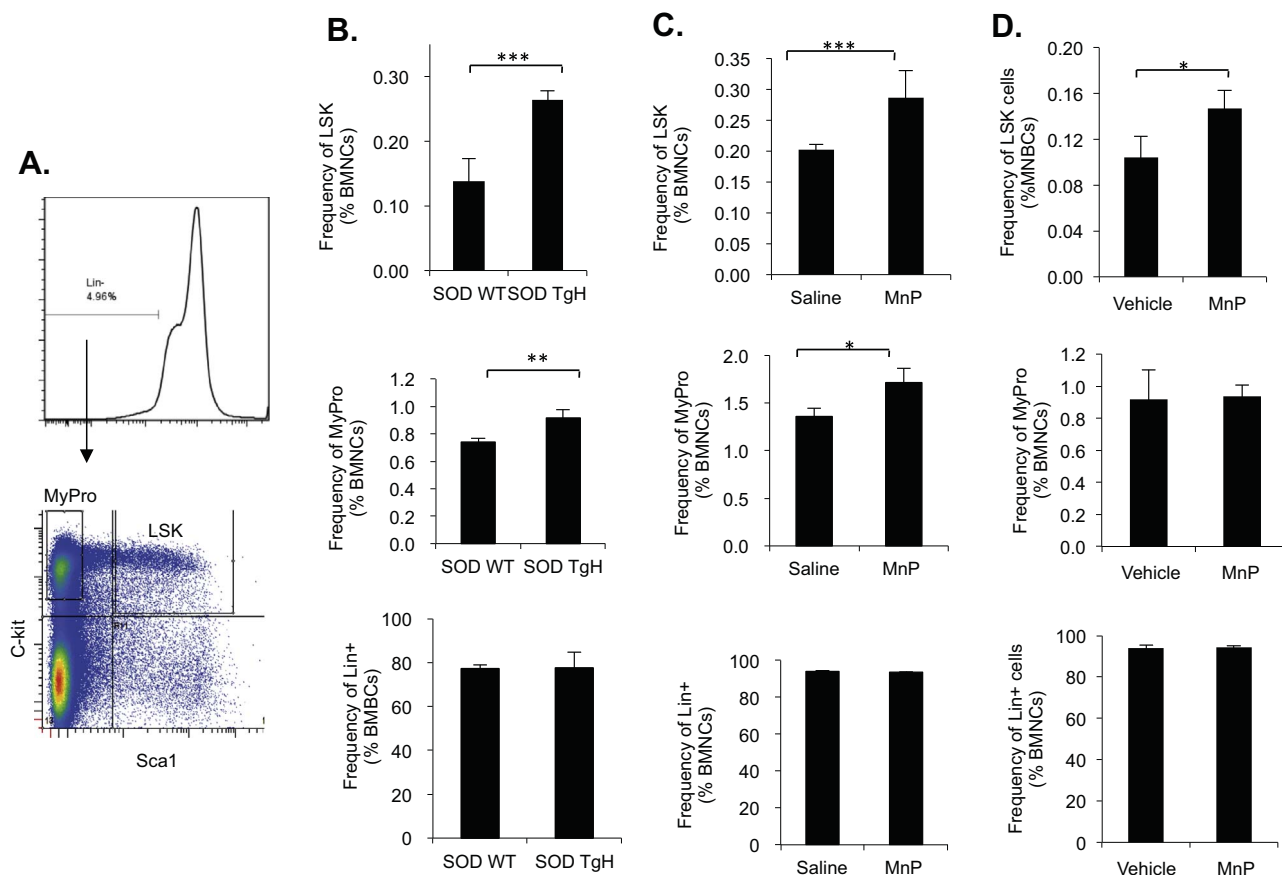 A.
Lin-
4.96%
MyPro
LSK
C-kit
Sca1
B.
Frequency of LSK
(% BMNCs)
0.30
0.20
0.10
0.00
***
SOD WT SOD TgH
Frequency of MyPro
(% BMNCs)
1.2
1.0
0.8
0.6
0.4
0.2
0.0
**
SOD WT SOD TgH
Frequency of Lin+
(% BMBCs)
100
80
60
40
20
0
SOD WT SOD TgH
C.
Frequency of LSK
(% BMNCs)
0.35
0.30
0.25
0.20
0.15
0.10
0.05
0.00
***
Saline MnP
Frequency of MyPro
(% BMNCs)
2.0
1.5
1.0
.5
0.0
*
Saline MnP
Frequency of Lin+
(% BMNCs)
100
80
60
40
20
0
Saline MnP
D.
Frequency of LSK cells
(%MNBCs)
0.20
0.16
0.12
0.08
0.04
0.00
*
Vehicle MnP
Frequency of MyPro
(% BMNCs)
1.2
1.0
0.8
0.6
0.4
0.2
0.0
Vehicle MnP
Frequency of Lin+ cells
(% BMNCs)
100
80
60
40
20
0
Vehicle MnP